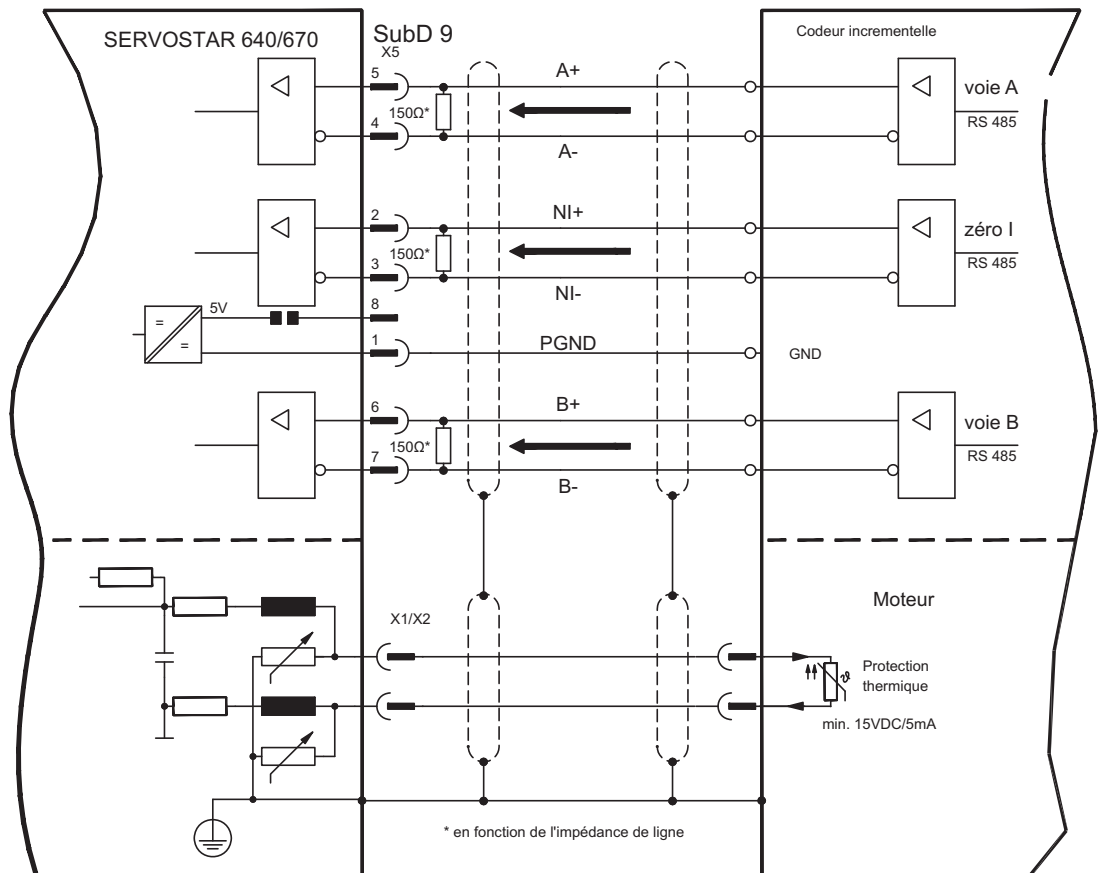 SERVOSTAR 640/670
SubD 9
X5
Codeur incrementelle
5
A+
voie A
150Ω*
RS 485
4
A-
2
NI+
zéro I
150Ω*
RS 485
3
NI-
5V
8
=
=
1
PGND
GND
6
B+
voie B
150Ω*
RS 485
7
B-
Moteur
X1/X2
Protection
thermique
ϑ
min. 15VDC/5mA
* en fonction de l'impédance de ligne